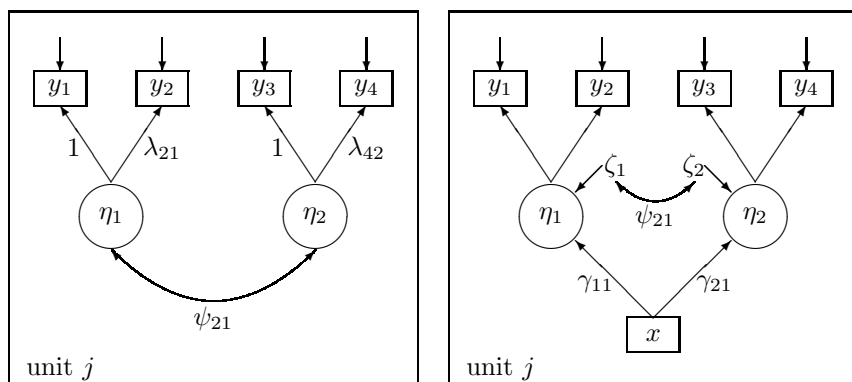 y₁ y₂ y₃ y₄
1 λ₂₁ 1 λ₄₂
η₁ η₂
ψ₂₁
unit j
y₁ y₂ y₃ y₄
ζ₁ ζ₂
η₁ ψ₂₁ η₂
γ₁₁ γ₂₁
x
unit j